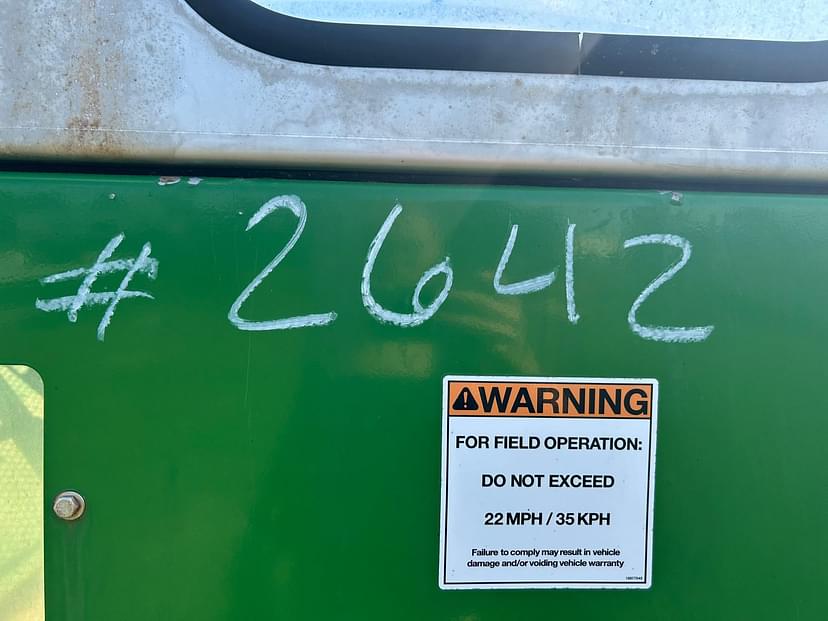 #2642
WARNING
FOR FIELD OPERATION:
DO NOT EXCEED
22 MPH / 35 KPH
Failure to comply may result in vehicle
damage and/or voiding vehicle warranty